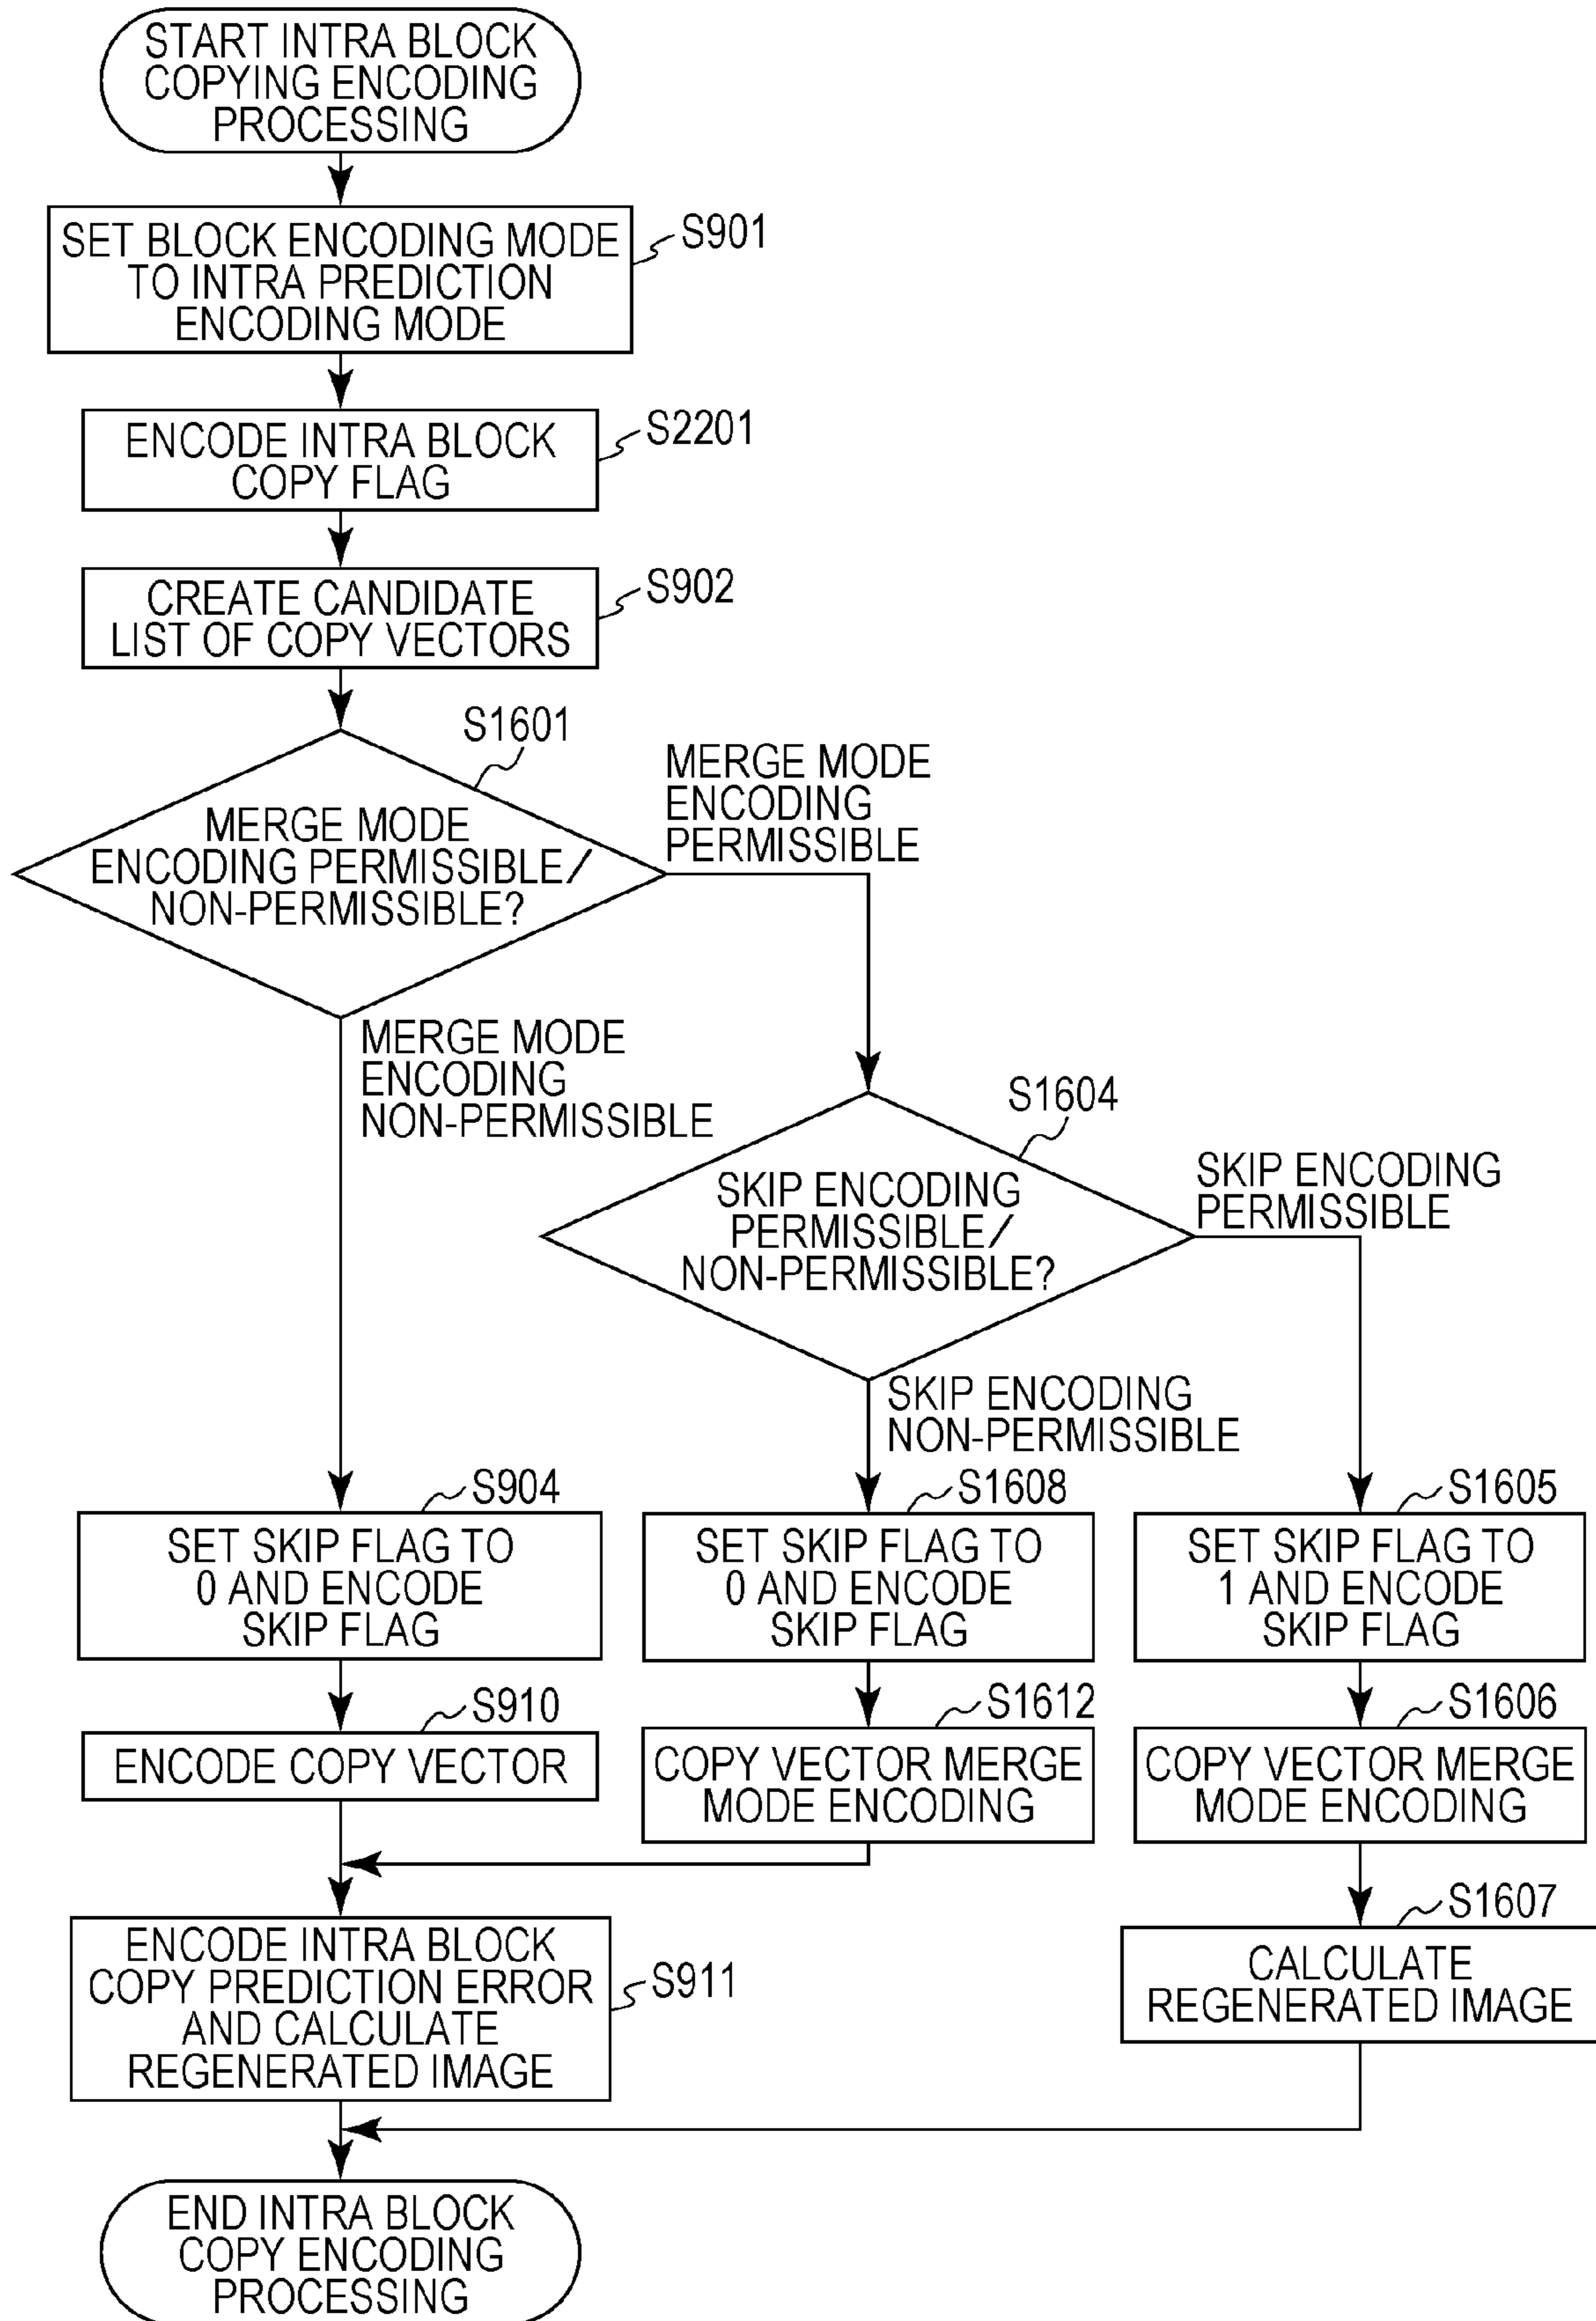 START INTRA BLOCK
COPYING ENCODING
PROCESSING
SET BLOCK ENCODING MODE
TO INTRA PREDICTION
ENCODING MODE
S901
ENCODE INTRA BLOCK
COPY FLAG
S2201
CREATE CANDIDATE
LIST OF COPY VECTORS
S902
S1601
MERGE MODE
ENCODING PERMISSIBLE/
NON-PERMISSIBLE?
MERGE MODE
ENCODING
PERMISSIBLE
MERGE MODE
ENCODING
NON-PERMISSIBLE
S1604
SKIP ENCODING
PERMISSIBLE/
NON-PERMISSIBLE?
SKIP ENCODING
PERMISSIBLE
SKIP ENCODING
NON-PERMISSIBLE
S904
SET SKIP FLAG TO
0 AND ENCODE
SKIP FLAG
S1608
SET SKIP FLAG TO
0 AND ENCODE
SKIP FLAG
S1605
SET SKIP FLAG TO
1 AND ENCODE
SKIP FLAG
S910
ENCODE COPY VECTOR
S1612
COPY VECTOR MERGE
MODE ENCODING
S1606
COPY VECTOR MERGE
MODE ENCODING
ENCODE INTRA BLOCK
COPY PREDICTION ERROR
AND CALCULATE
REGENERATED IMAGE
S911
S1607
CALCULATE
REGENERATED IMAGE
END INTRA BLOCK
COPY ENCODING
PROCESSING